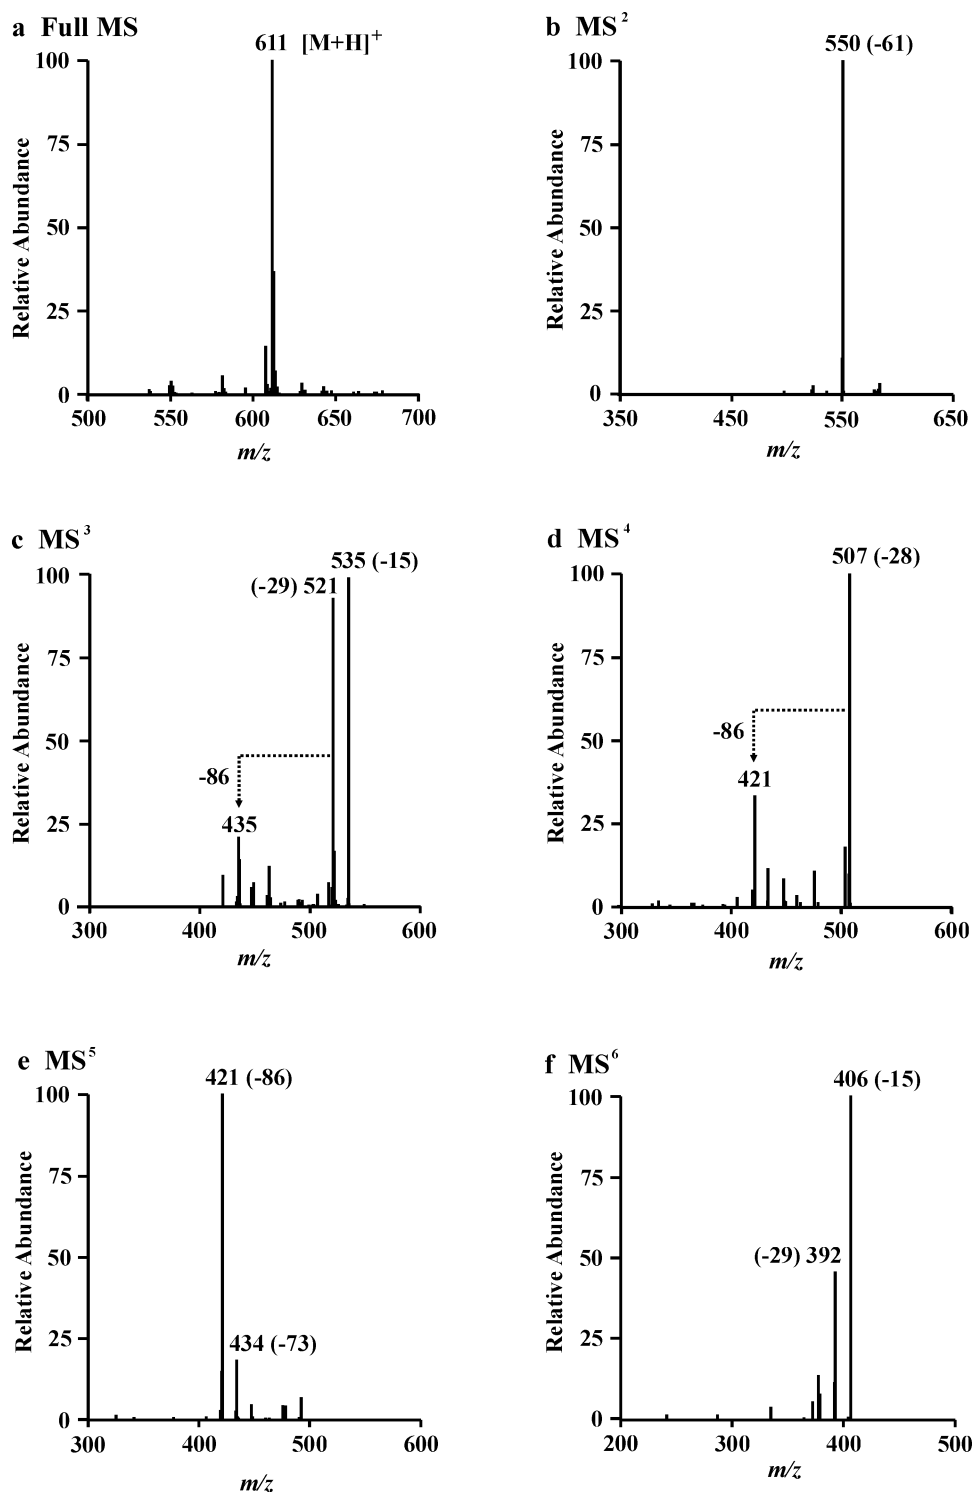 a Full MS
611 [M+H]+
100
75
50
25
0
Relative Abundance
500 550 600 650 700
m/z
b MS2
550 (-61)
100
75
50
25
0
Relative Abundance
350 450 550 650
m/z
c MS3
535 (-15)
(-29) 521
100
75
50
25
0
-86
435
Relative Abundance
300 400 500 600
m/z
d MS4
507 (-28)
100
75
50
25
0
-86
421
Relative Abundance
300 400 500 600
m/z
e MS5
421 (-86)
100
75
50
25
0
434 (-73)
Relative Abundance
300 400 500 600
m/z
f MS6
406 (-15)
100
75
50
25
0
(-29) 392
Relative Abundance
200 300 400 500
m/z